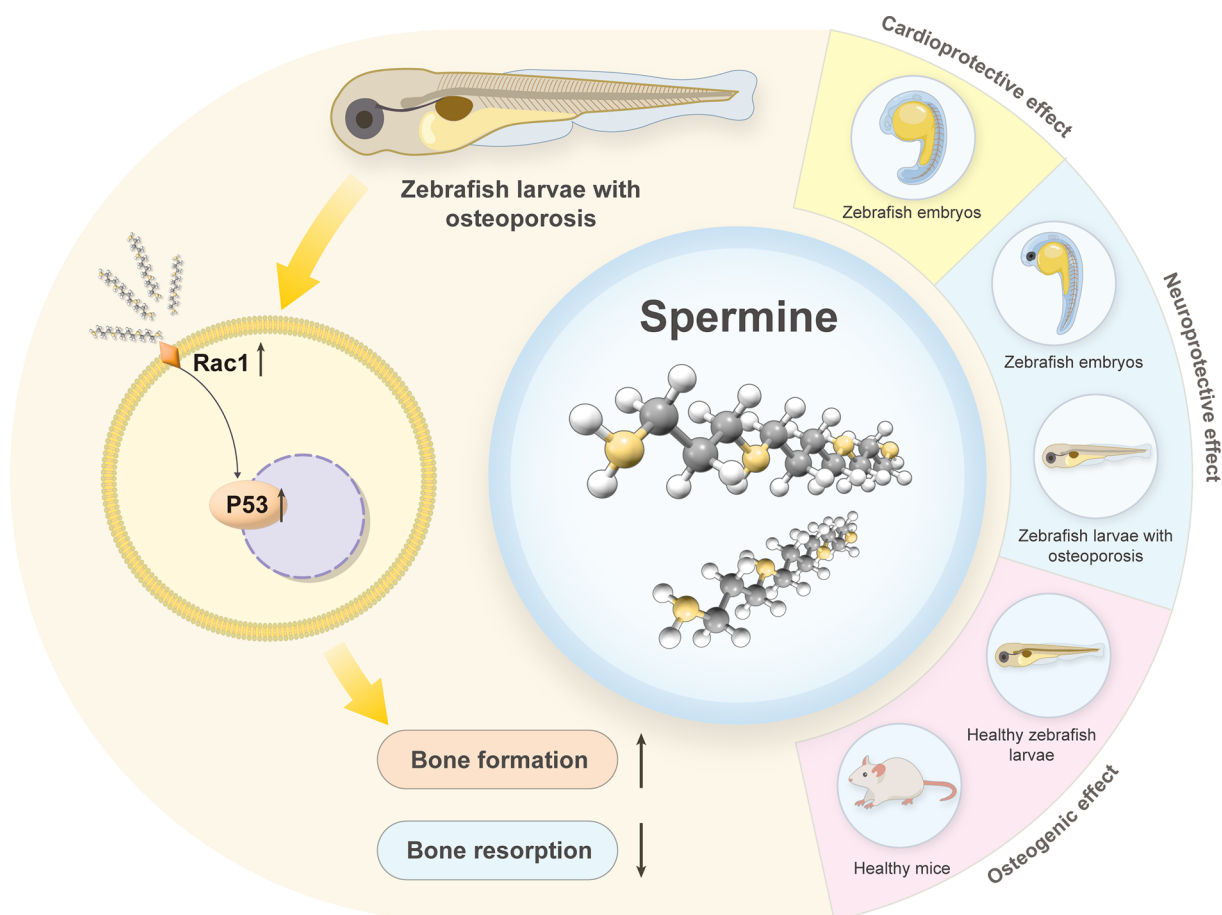 Zebrafish larvae with
osteoporosis
Rac1
P53
Bone formation
Bone resorption
Spermine
Cardioprotective effect
Zebrafish embryos
Neuroprotective effect
Zebrafish embryos
Zebrafish larvae with
osteoporosis
Osteogenic effect
Healthy zebrafish
larvae
Healthy mice